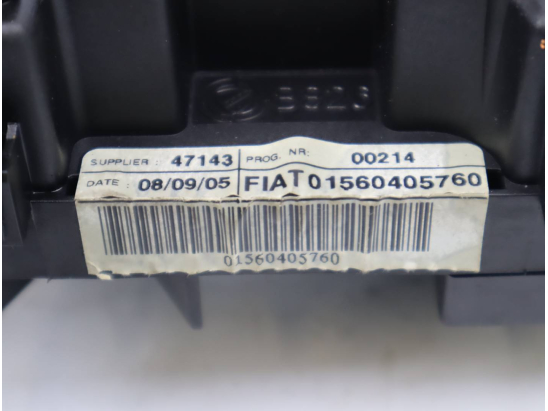 SUPPLIER : 47143 PROG. NR: 00214
DATE : 08/09/05 FIAT 01560405760
01560405760